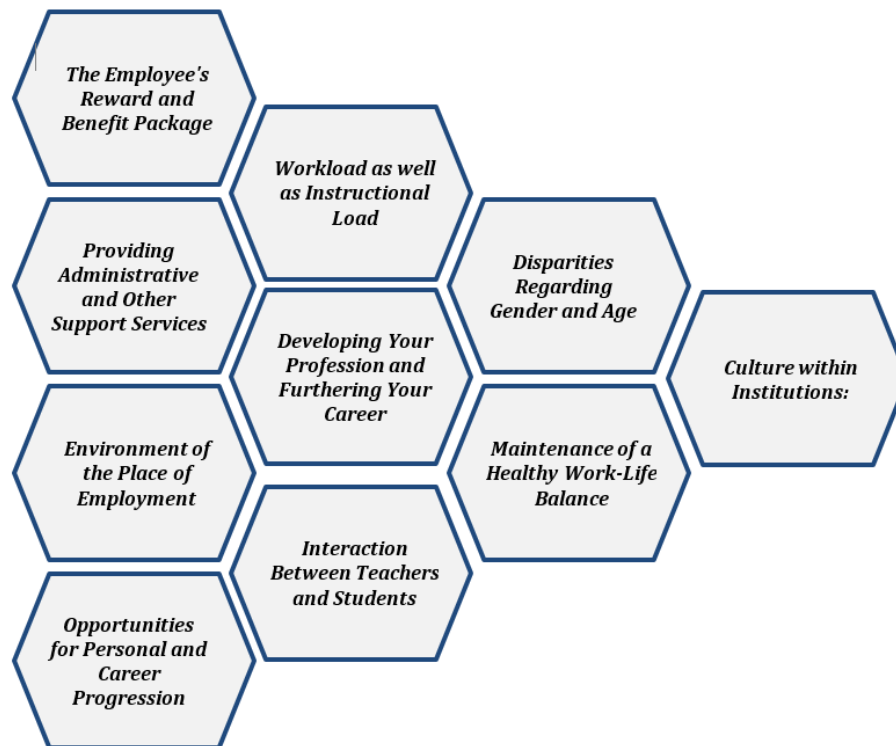 The Employee's
Reward and
Benefit Package
Providing
Administrative
and Other
Support Services
Environment of
the Place of
Employment
Opportunities
for Personal and
Career
Progression
Workload as well
as Instructional
Load
Developing Your
Profession and
Furthering Your
Career
Interaction
Between Teachers
and Students
Disparities
Regarding
Gender and Age
Maintenance of a
Healthy Work-Life
Balance
Culture within
Institutions: